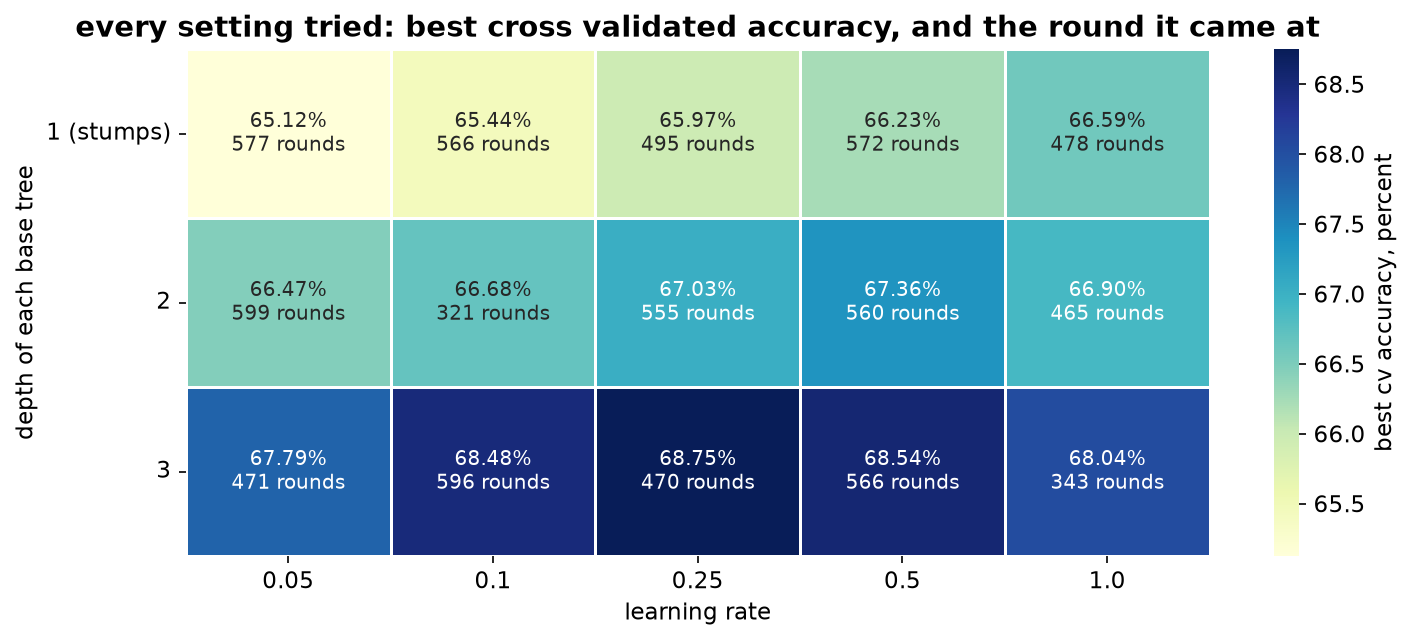 every setting tried: best cross validated accuracy, and the round it came at
depth of each base tree
1 (stumps)
65.12%
577 rounds
65.44%
566 rounds
65.97%
495 rounds
66.23%
572 rounds
66.59%
478 rounds
2
66.47%
599 rounds
66.68%
321 rounds
67.03%
555 rounds
67.36%
560 rounds
66.90%
465 rounds
3
67.79%
471 rounds
68.48%
596 rounds
68.75%
470 rounds
68.54%
566 rounds
68.04%
343 rounds
0.05
0.1
0.25
0.5
1.0
learning rate
68.5
68.0
67.5
67.0
66.5
66.0
65.5
best cv accuracy, percent